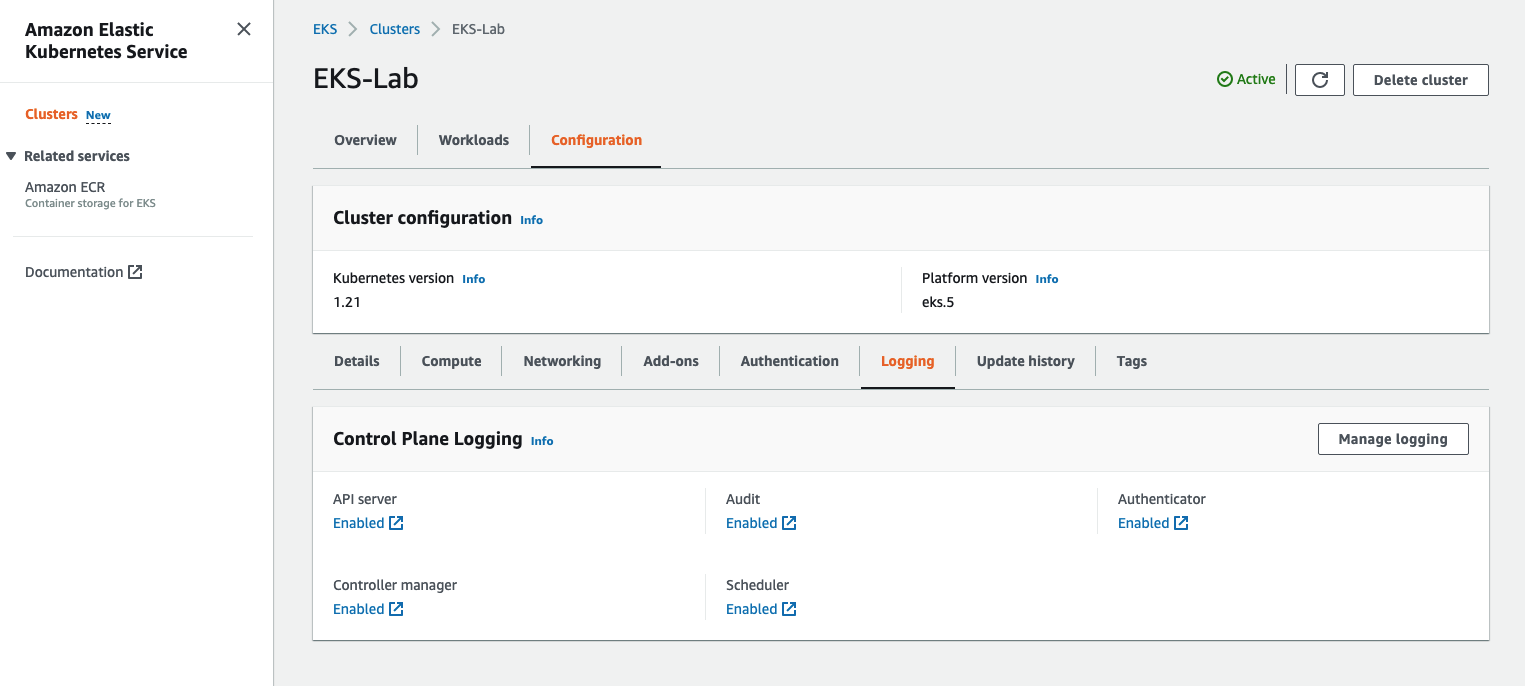 Amazon Elastic
Kubernetes Service
Clusters New
Related services
Amazon ECR
Container storage for EKS
Documentation
EKS Clusters EKS-Lab
EKS-Lab
Active
Delete cluster
Overview Workloads Configuration
Cluster configuration Info
Kubernetes version Info
1.21
Platform version Info
eks.5
Details Compute Networking Add-ons Authentication Logging Update history Tags
Control Plane Logging Info
Manage logging
API server
Enabled
Audit
Enabled
Authenticator
Enabled
Controller manager
Enabled
Scheduler
Enabled